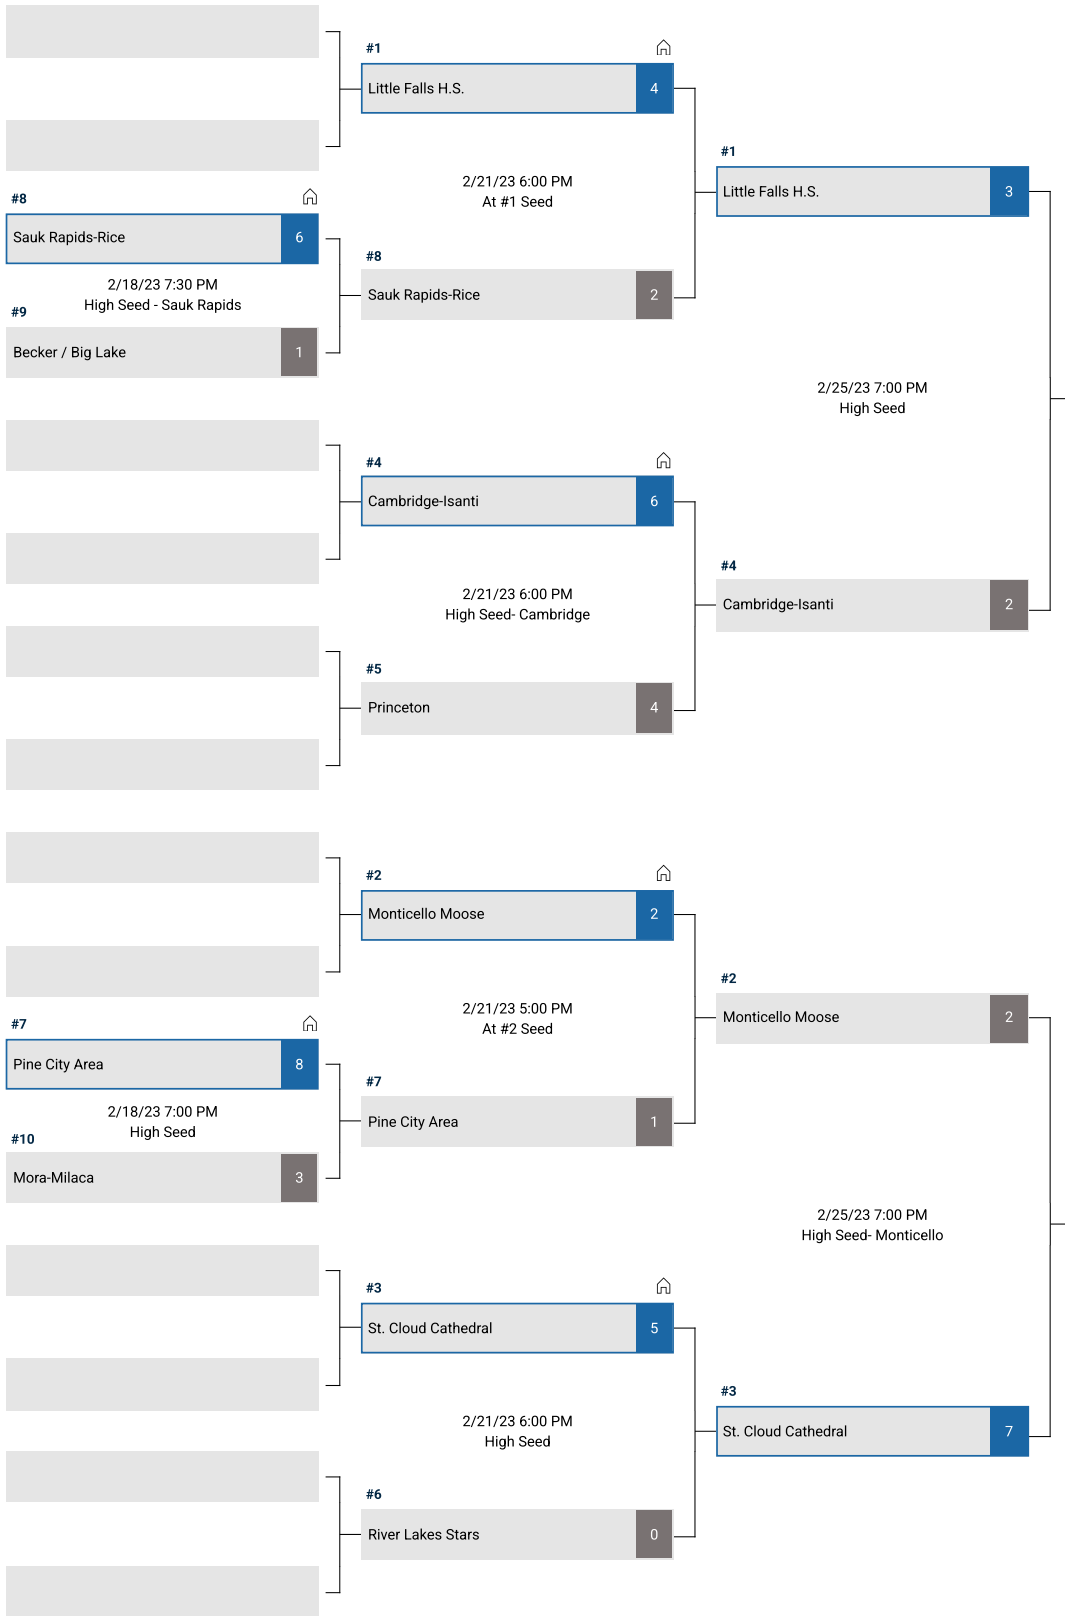 #1
Little Falls H.S. 4
2/21/23 6:00 PM
At #1 Seed
#1
Little Falls H.S. 3
#8
Sauk Rapids-Rice 6
2/18/23 7:30 PM
High Seed - Sauk Rapids
#9
Becker / Big Lake 1
#8
Sauk Rapids-Rice 2
2/25/23 7:00 PM
High Seed
#4
Cambridge-Isanti 6
2/21/23 6:00 PM
High Seed- Cambridge
#4
Cambridge-Isanti 2
#5
Princeton 4
#2
Monticello Moose 2
2/21/23 5:00 PM
At #2 Seed
#2
Monticello Moose 2
#7
Pine City Area 8
2/18/23 7:00 PM
High Seed
#10
Mora-Milaca 3
#7
Pine City Area 1
2/25/23 7:00 PM
High Seed- Monticello
#3
St. Cloud Cathedral 5
2/21/23 6:00 PM
High Seed
#3
St. Cloud Cathedral 7
#6
River Lakes Stars 0